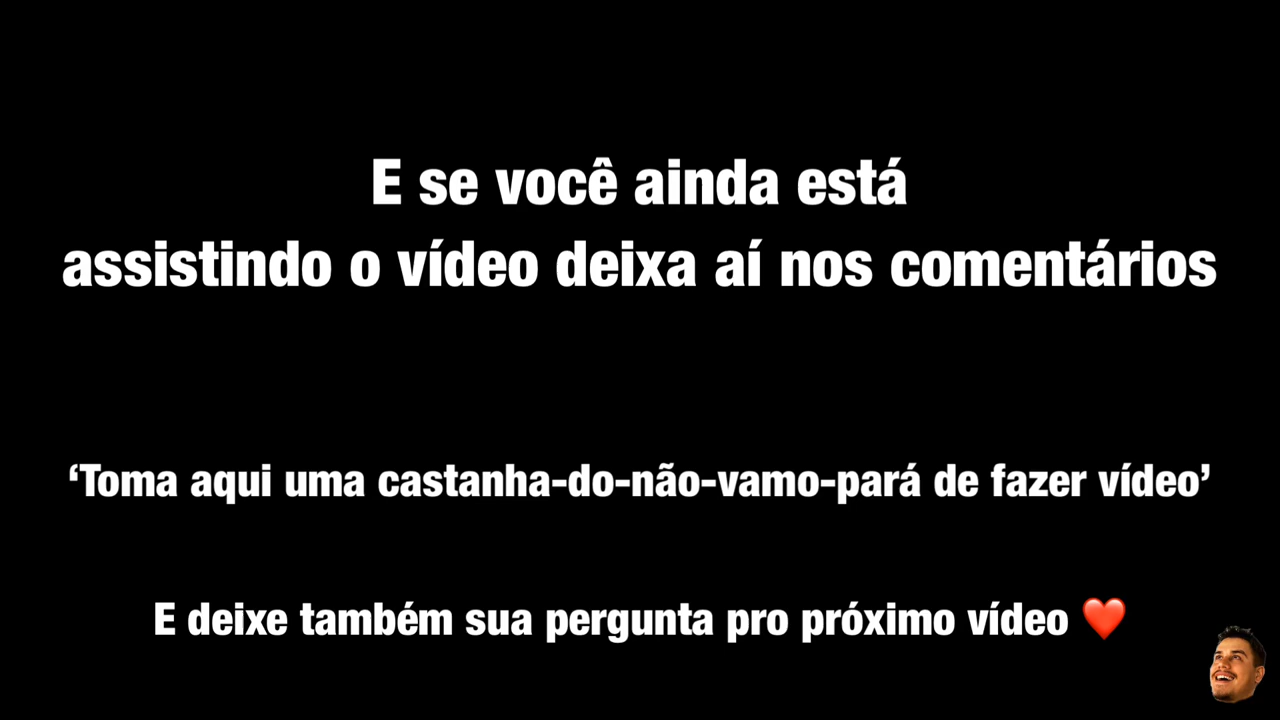 E se você ainda está
assistindo o vídeo deixa aí nos comentários
‘Toma aqui uma castanha-do-não-vamo-pará de fazer vídeo’
E deixe também sua pergunta pro próximo vídeo ❤️